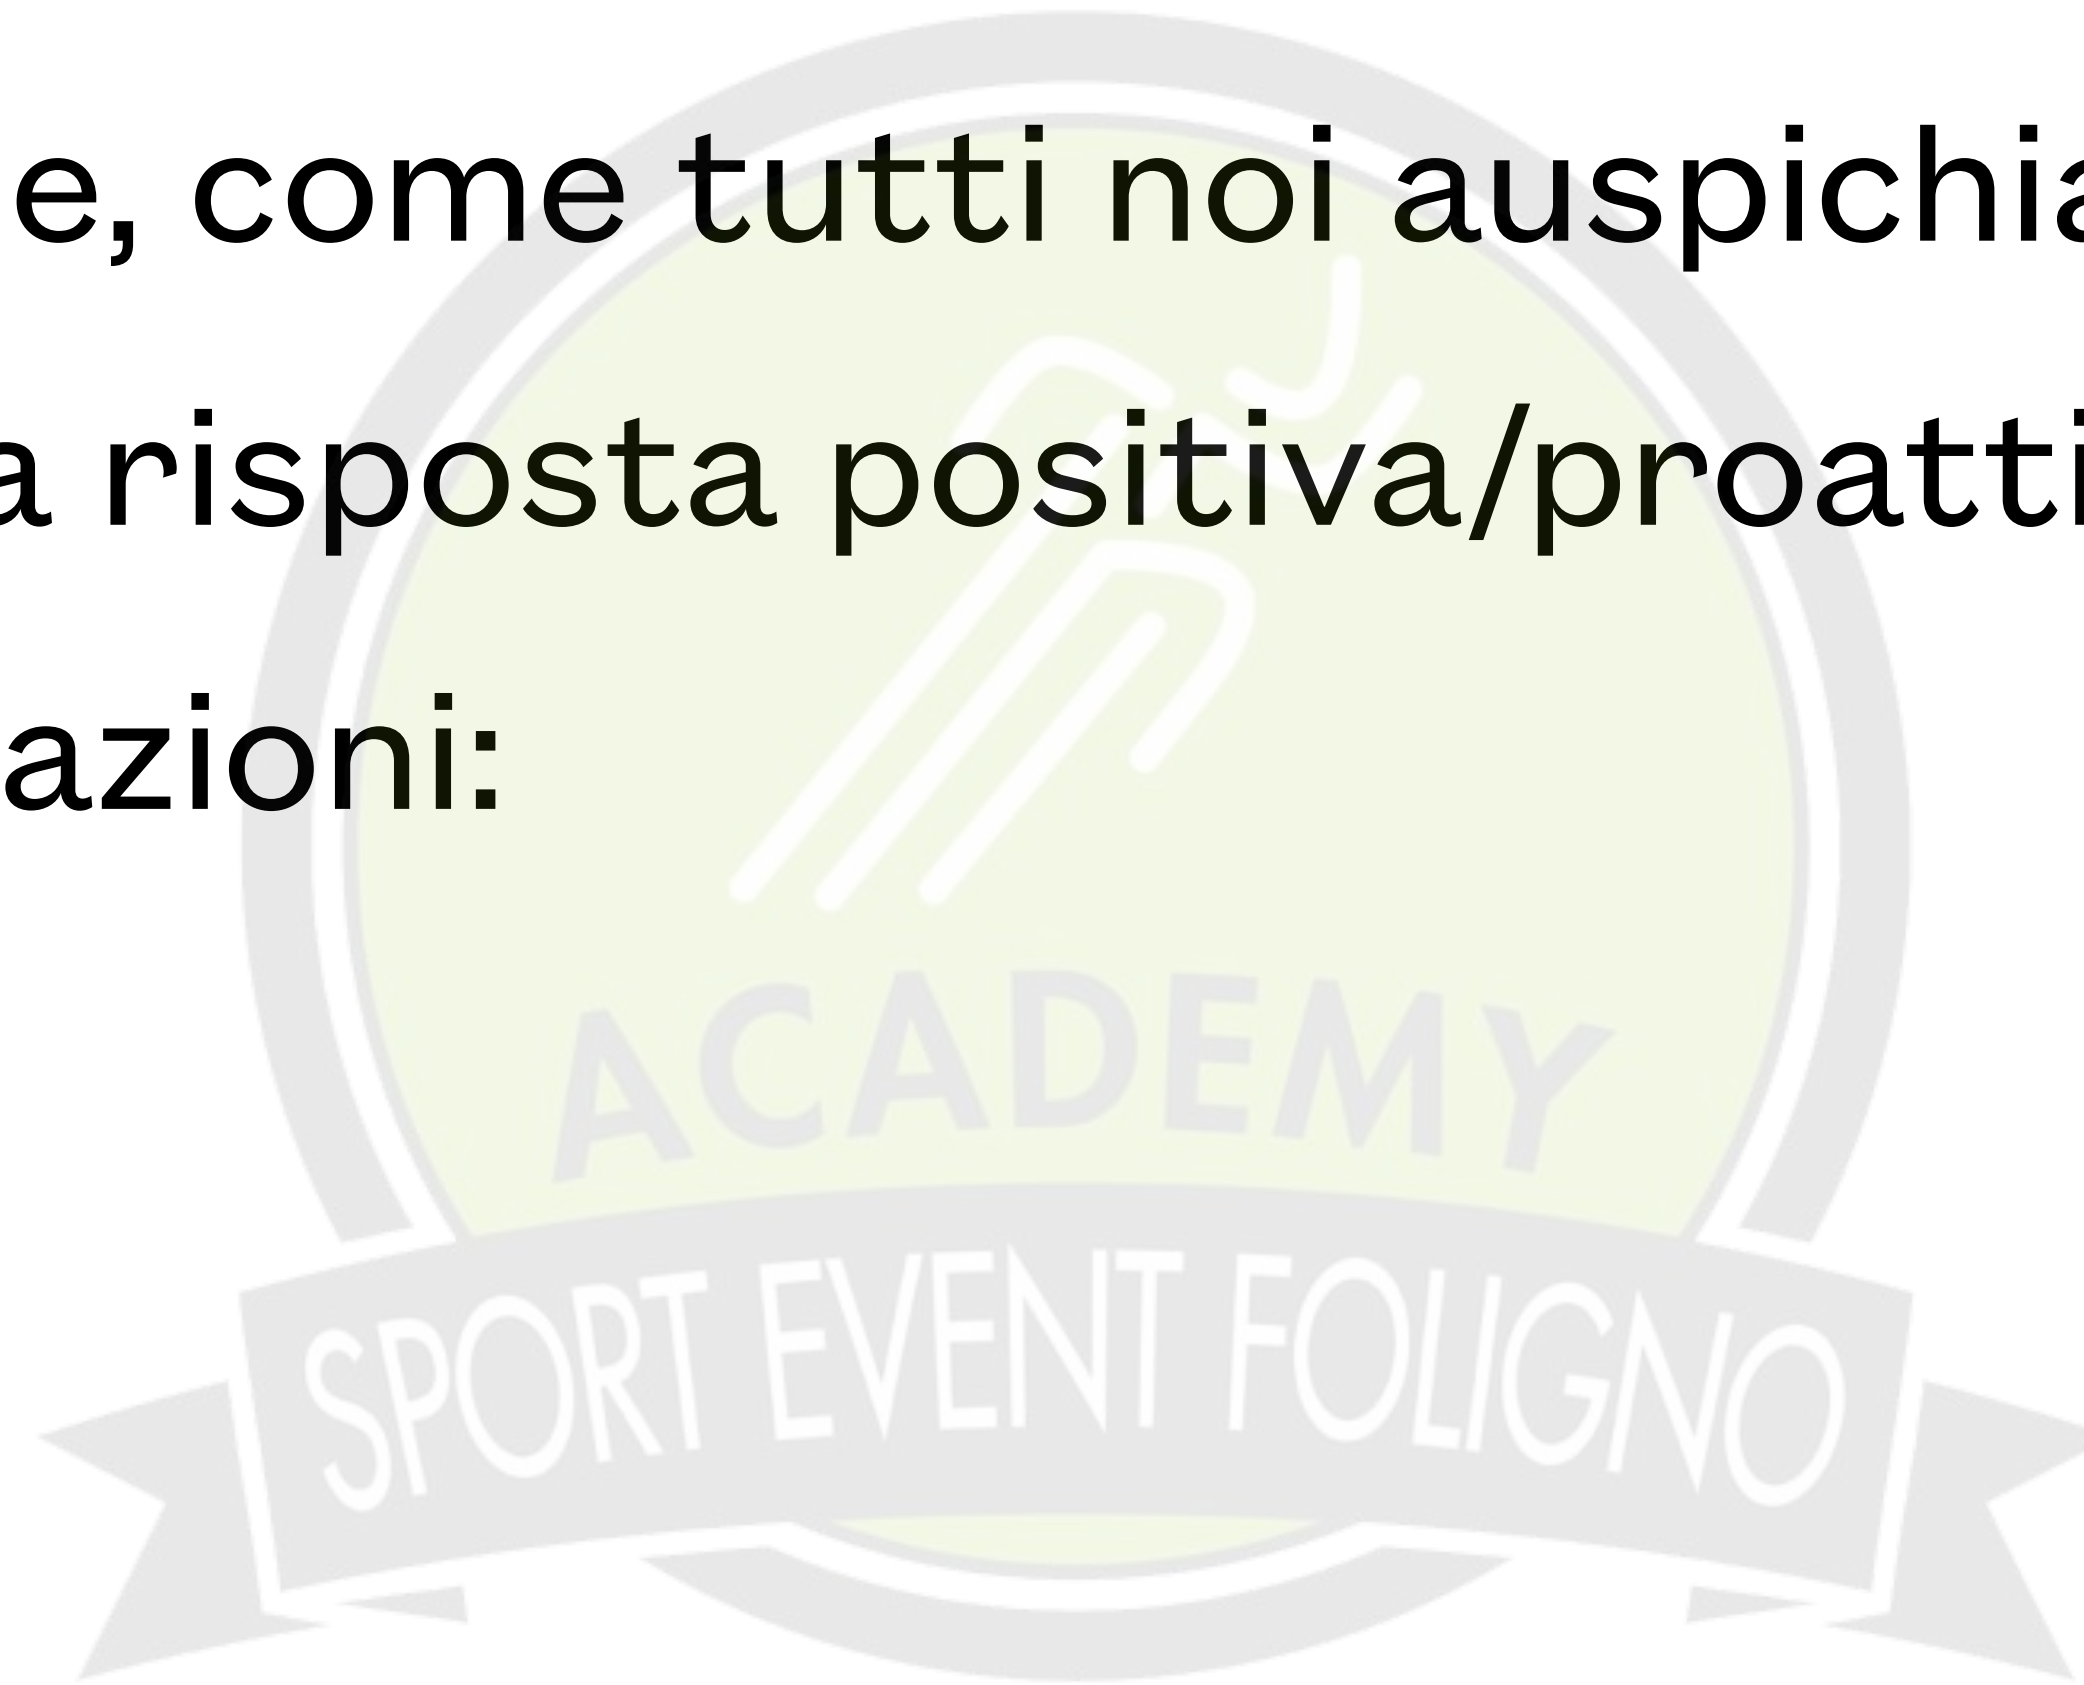 e, come tutti noi auspichia
a risposta positiva/proatti
azioni:
ACADEMY
SPORT EVENT FOLIGNO